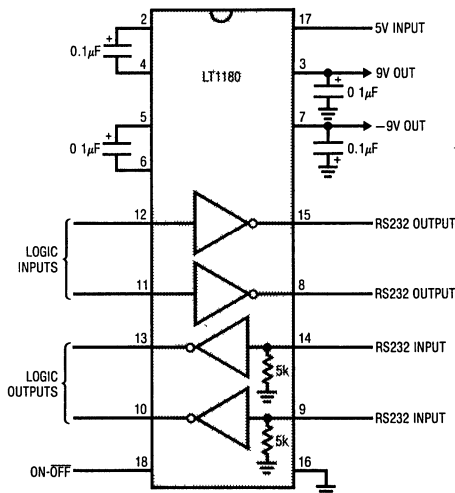 2 17 5V INPUT
0.1µF + LT1180
4 3 9V OUT
+ 0 1µF
5 7 –9V OUT
+ 0 1µF 0.1µF
6 +
12 15 RS232 OUTPUT
LOGIC INPUTS
11 8 RS232 OUTPUT
13 14 RS232 INPUT
5k
LOGIC OUTPUTS
10 9 RS232 INPUT
5k
ON-OFF 18 16